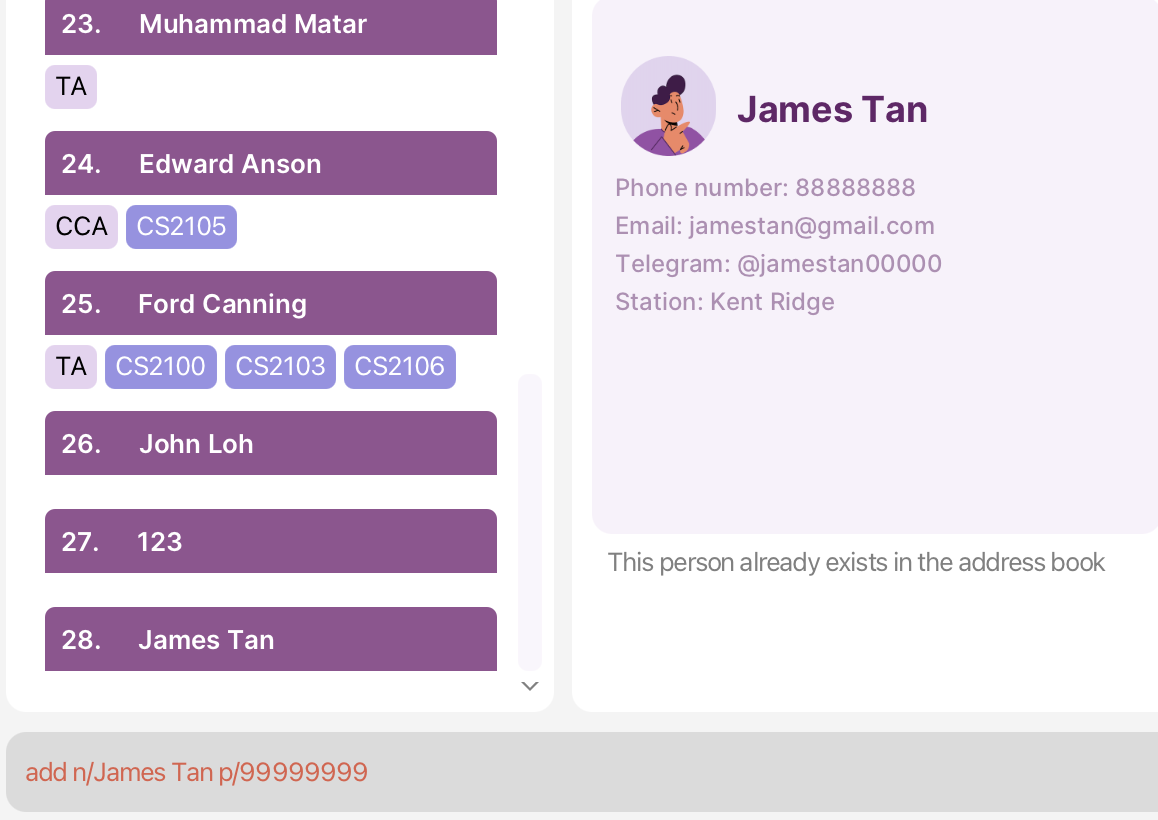 23. Muhammad Matar
TA
24. Edward Anson
CCA CS2105
25. Ford Canning
TA CS2100 CS2103 CS2106
26. John Loh
27. 123
28. James Tan
James Tan
Phone number: 88888888
Email: jamestan@gmail.com
Telegram: @jamestan00000
Station: Kent Ridge
This person already exists in the address book
add n/James Tan p/99999999